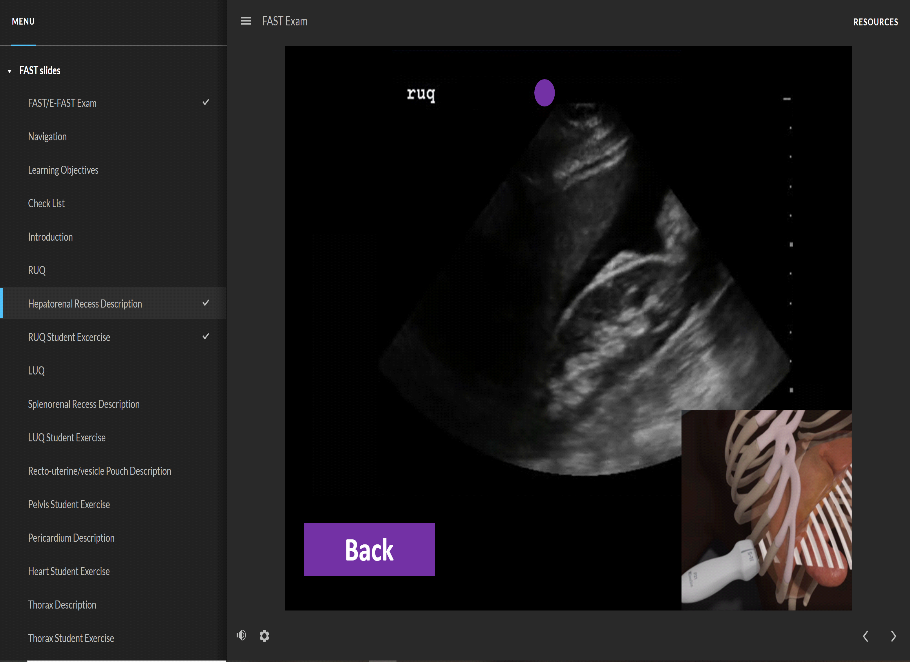 MENU
FAST Exam
RESOURCES
FAST slides
FAST/E-FAST Exam
Navigation
Learning Objectives
Check List
Introduction
RUQ
Hepatorenal Recess Description
RUQ Student Excercise
LUQ
Splenorenal Recess Description
LUQ Student Exercise
Recto-uterine/vesicle Pouch Description
Pelvis Student Exercise
Pericardium Description
Heart Student Exercise
Thorax Description
Thorax Student Exercise
ruq
Back